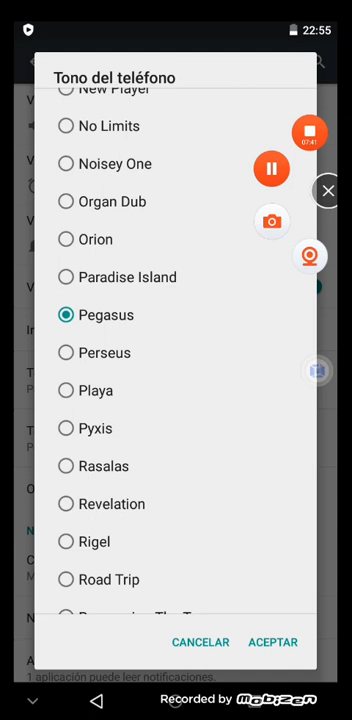 22:55
Tono del teléfono
New Player
No Limits
07:41
Noisey One
Organ Dub
Orion
Paradise Island
Pegasus
Perseus
Playa
Pyxis
Rasalas
Revelation
Rigel
Road Trip
CANCELAR ACEPTAR
1 aplicación puede leer notificaciones.
Recorded by mobizen